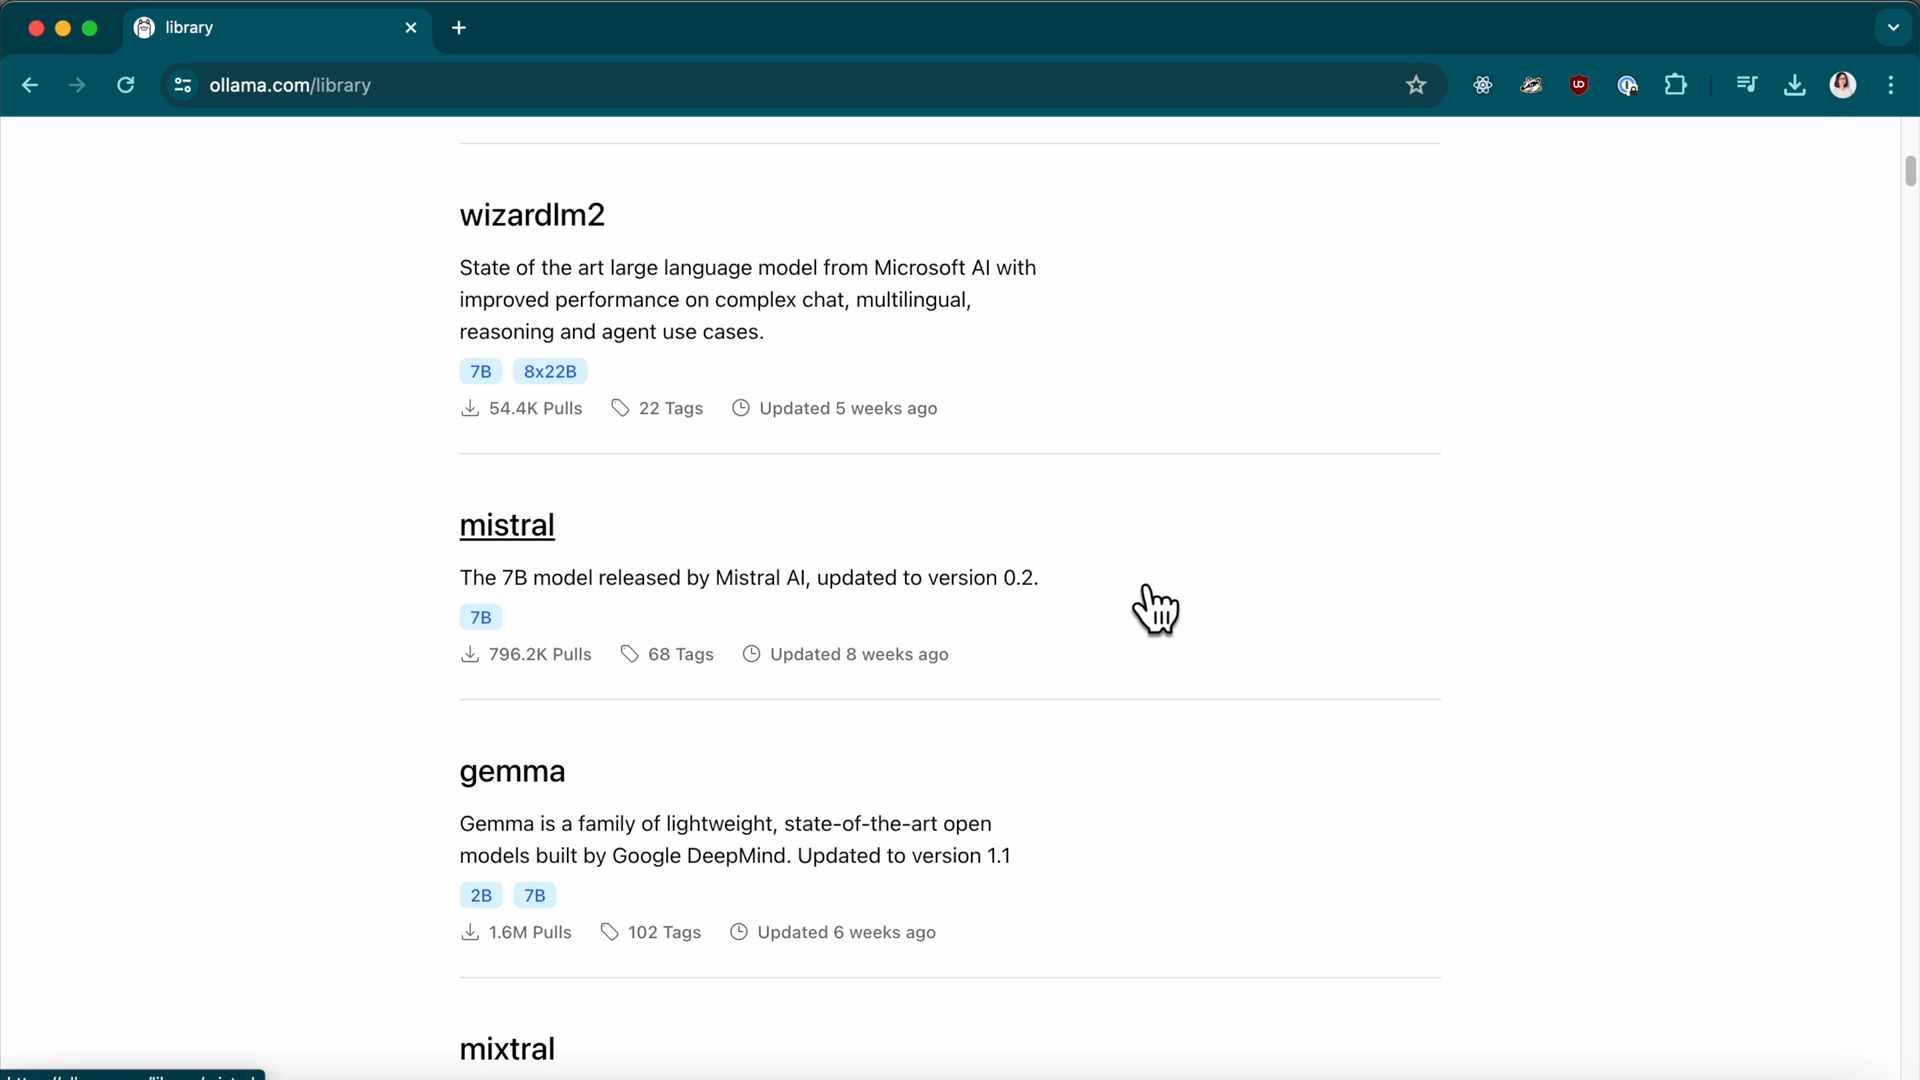 library
ollama.com/library
wizardlm2
State of the art large language model from Microsoft AI with
improved performance on complex chat, multilingual,
reasoning and agent use cases.
7B 8x22B
54.4K Pulls 22 Tags Updated 5 weeks ago
mistral
The 7B model released by Mistral AI, updated to version 0.2.
7B
796.2K Pulls 68 Tags Updated 8 weeks ago
gemma
Gemma is a family of lightweight, state-of-the-art open
models built by Google DeepMind. Updated to version 1.1
2B 7B
1.6M Pulls 102 Tags Updated 6 weeks ago
mixtral